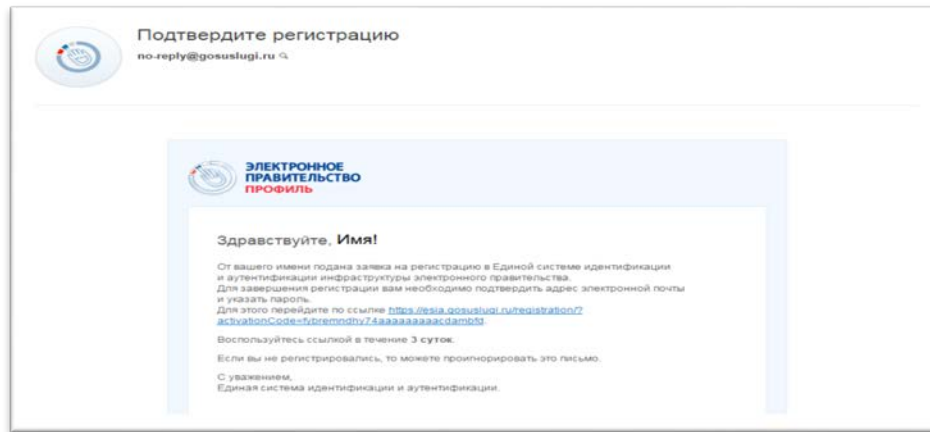 Подтвердите регистрацию
no-reply@gosuslugi.ru
ЭЛЕКТРОННОЕ
ПРАВИТЕЛЬСТВО
ПРОФИЛЬ
Здравствуйте, Имя!
От вашего имени подана заявка на регистрацию в Единой системе идентификации
и аутентификации инфраструктуры электронного правительства.
Для завершения регистрации вам необходимо подтвердить адрес электронной почты
и указать пароль.
Для этого перейдите по ссылке https://esia.gosuslugi.ru/registration/?
activationCode=fybremndhy74aaaaaaaacdambfd.
Воспользуйтесь ссылкой в течение 3 суток.
Если вы не регистрировались, то можете проигнорировать это письмо.
С уважением,
Единая система идентификации и аутентификации.